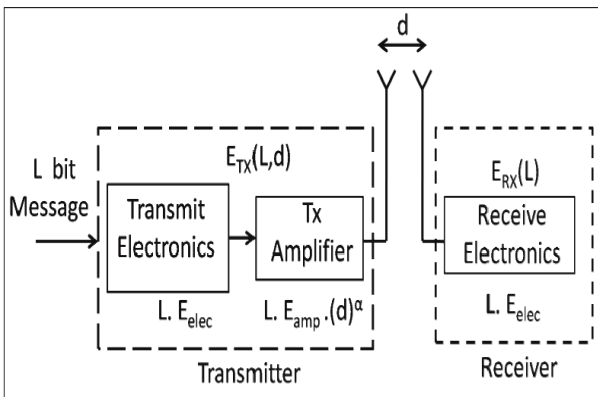 d
L bit
Message
E_TX(L,d)
Transmit
Electronics
Tx
Amplifier
L. E_elec
L. E_amp .(d)^α
Transmitter
E_RX(L)
Receive
Electronics
L. E_elec
Receiver